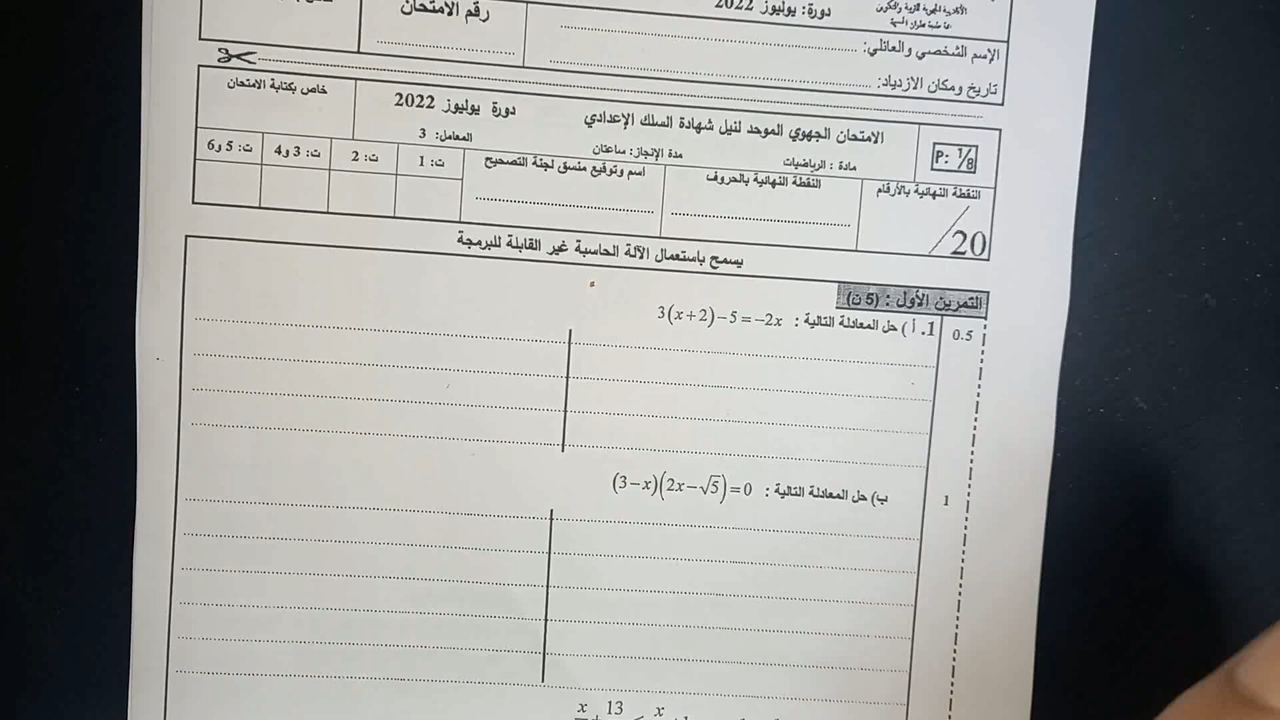 الأكاديمية الجهوية للتربية والتكوين
دورة: يوليوز 2022
رقم الامتحان
الإسم الشخصي والعائلي:
تاريخ ومكان الازدياد:
الامتحان الجهوي الموحد لنيل شهادة السلك الإعدادي
دورة يوليوز 2022
خاص بكتابة الامتحان
P: 1/8
مادة : الرياضيات
مدة الإنجاز: ساعتان
المعامل: 3
النقطة النهائية بالأرقام
النقطة النهائية بالحروف
اسم وتوقيع منسق لجنة التصحيح
ت: 1
ت: 2
ت: 3 و4
ت: 5 و6
/20
يسمح باستعمال الآلة الحاسبة غير القابلة للبرمجة
التمرين الأول : (5 ن)
0.5
1. أ ) حل المعادلة التالية : 3(x+2)−5=−2x
1
ب) حل المعادلة التالية : (3−x)(2x−√5)=0